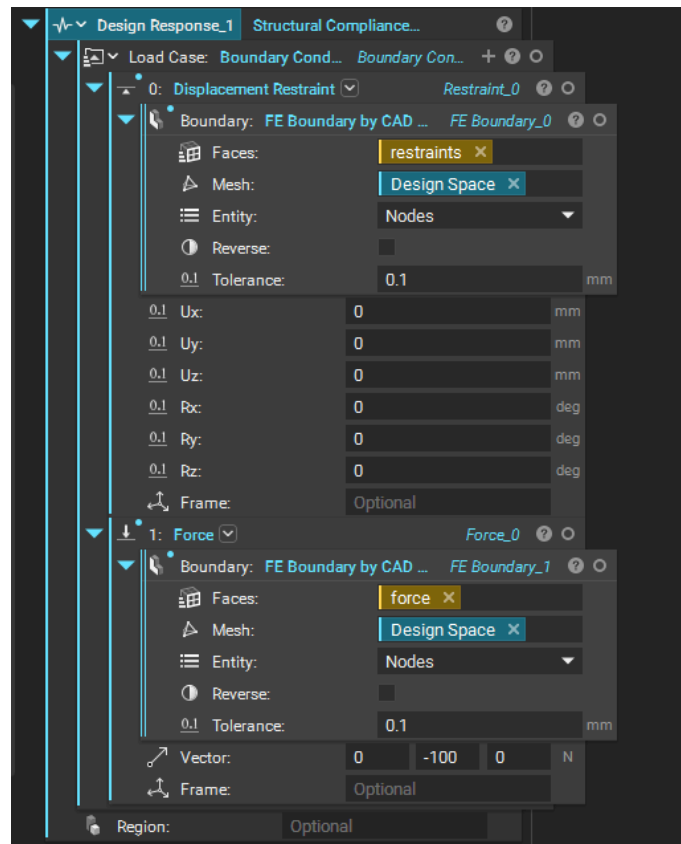 Design Response_1 Structural Compliance... ?
Load Case: Boundary Cond... Boundary Con... + ?
0: Displacement Restraint Restraint_0 ?
Boundary: FE Boundary by CAD ... FE Boundary_0 ?
Faces: restraints ×
Mesh: Design Space ×
Entity: Nodes
Reverse:
0.1 Tolerance: 0.1 mm
0.1 Ux: 0 mm
0.1 Uy: 0 mm
0.1 Uz: 0 mm
0.1 Rx: 0 deg
0.1 Ry: 0 deg
0.1 Rz: 0 deg
Frame: Optional
1: Force Force_0 ?
Boundary: FE Boundary by CAD ... FE Boundary_1 ?
Faces: force ×
Mesh: Design Space ×
Entity: Nodes
Reverse:
0.1 Tolerance: 0.1 mm
Vector: 0 -100 0 N
Frame: Optional
Region: Optional